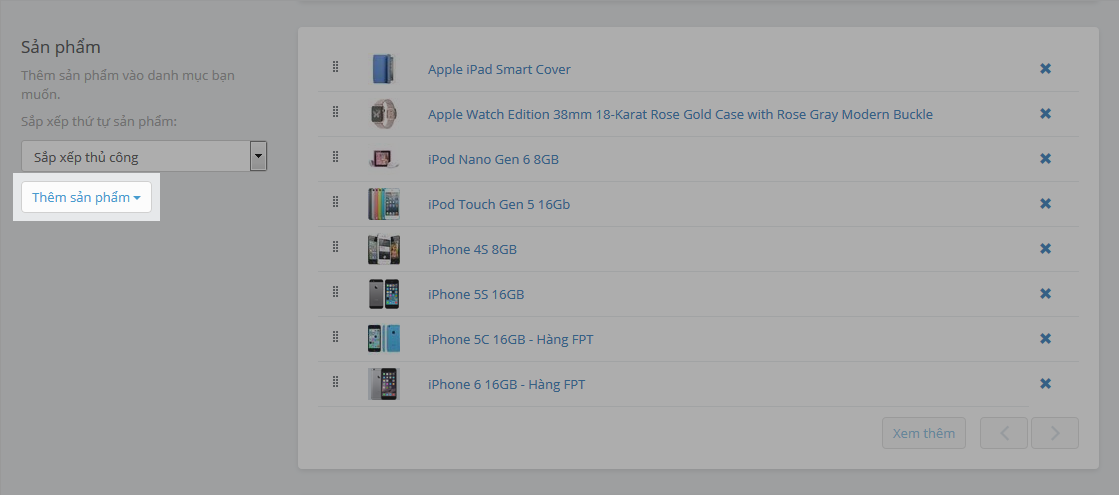 Sản phẩm
Thêm sản phẩm vào danh mục bạn
muốn.
Sắp xếp thứ tự sản phẩm:
Sắp xếp thủ công
Thêm sản phẩm
Apple iPad Smart Cover
Apple Watch Edition 38mm 18-Karat Rose Gold Case with Rose Gray Modern Buckle
iPod Nano Gen 6 8GB
iPod Touch Gen 5 16Gb
iPhone 4S 8GB
iPhone 5S 16GB
iPhone 5C 16GB - Hàng FPT
iPhone 6 16GB - Hàng FPT
Xem thêm